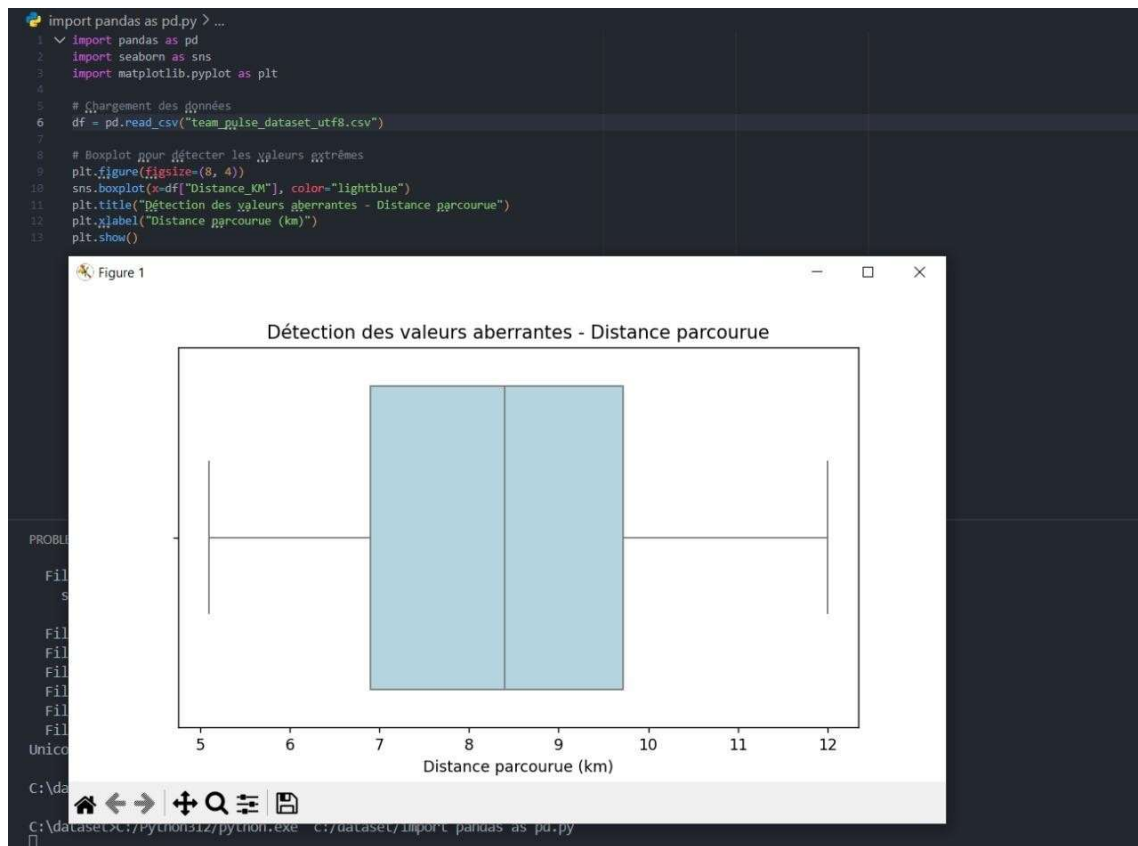 import pandas as pd.py > ...
1 import pandas as pd
2 import seaborn as sns
3 import matplotlib.pyplot as plt
4
5 # Chargement des données
6 df = pd.read_csv("team_pulse_dataset_utf8.csv")
7
8 # Boxplot pour détecter les valeurs extrêmes
9 plt.figure(figsize=(8, 4))
10 sns.boxplot(x=df["Distance_KM"], color="lightblue")
11 plt.title("Détection des valeurs aberrantes - Distance parcourue")
12 plt.xlabel("Distance parcourue (km)")
13 plt.show()
Figure 1
Détection des valeurs aberrantes - Distance parcourue
5 6 7 8 9 10 11 12
Distance parcourue (km)
PROBLE
Fil
s
Fil
Fil
Fil
Fil
Fil
Fil
Unico
C:\da
C:\dataset>C:/Python312/python.exe c:/dataset/import pandas as pd.py